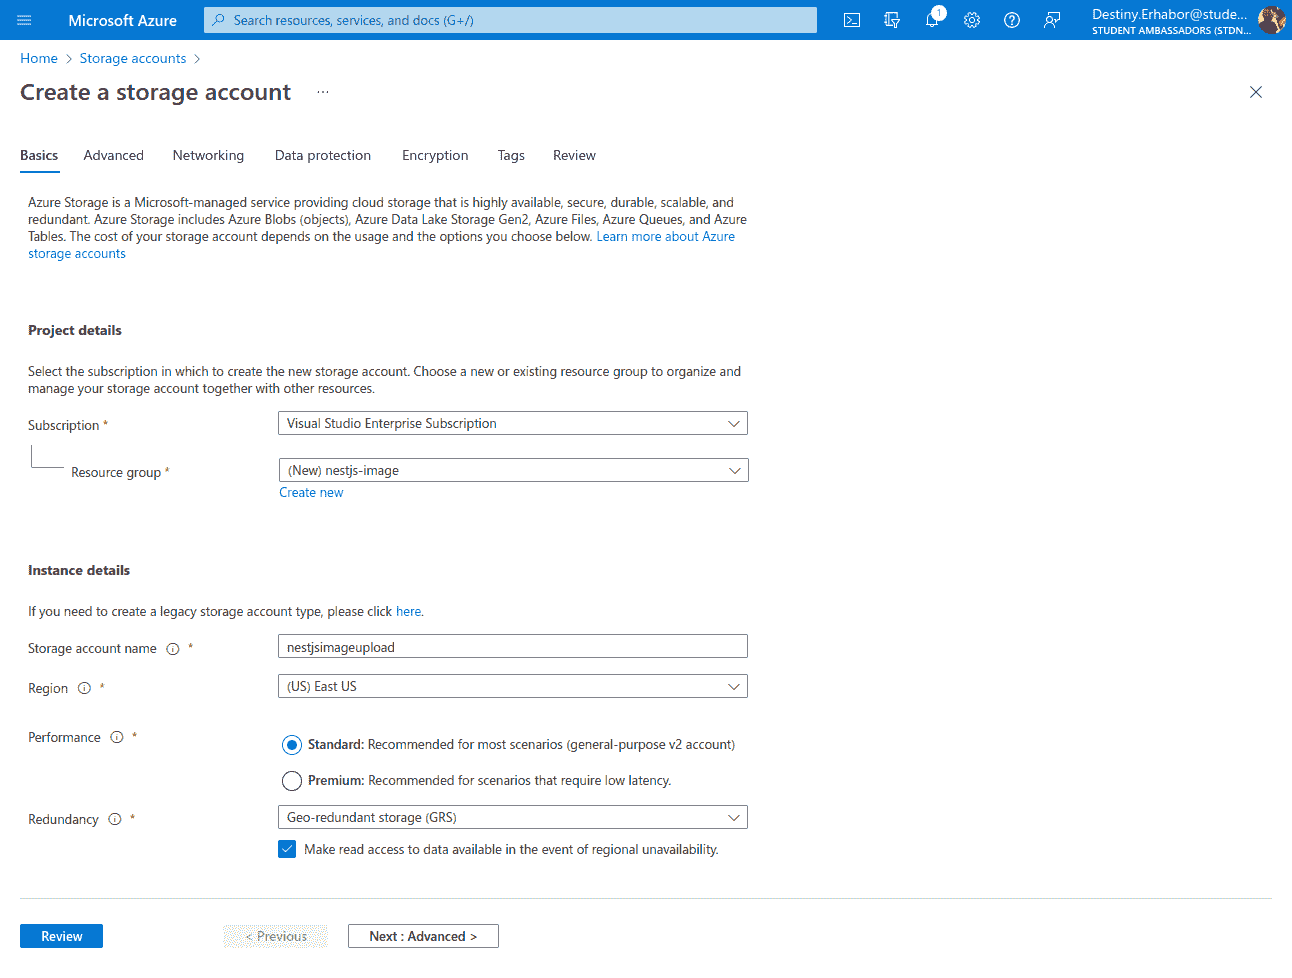 Microsoft Azure
Search resources, services, and docs (G+/)
1
Destiny.Erhabor@stude...
STUDENT AMBASSADORS (STDN...
Home > Storage accounts >
Create a storage account ...
Basics Advanced Networking Data protection Encryption Tags Review
Azure Storage is a Microsoft-managed service providing cloud storage that is highly available, secure, durable, scalable, and
redundant. Azure Storage includes Azure Blobs (objects), Azure Data Lake Storage Gen2, Azure Files, Azure Queues, and Azure
Tables. The cost of your storage account depends on the usage and the options you choose below. Learn more about Azure
storage accounts
Project details
Select the subscription in which to create the new storage account. Choose a new or existing resource group to organize and
manage your storage account together with other resources.
Subscription *
Visual Studio Enterprise Subscription
Resource group *
(New) nestjs-image
Create new
Instance details
If you need to create a legacy storage account type, please click here.
Storage account name *
nestjsimageupload
Region *
(US) East US
Performance *
Standard: Recommended for most scenarios (general-purpose v2 account)
Premium: Recommended for scenarios that require low latency.
Redundancy *
Geo-redundant storage (GRS)
Make read access to data available in the event of regional unavailability.
Review
< Previous
Next : Advanced >